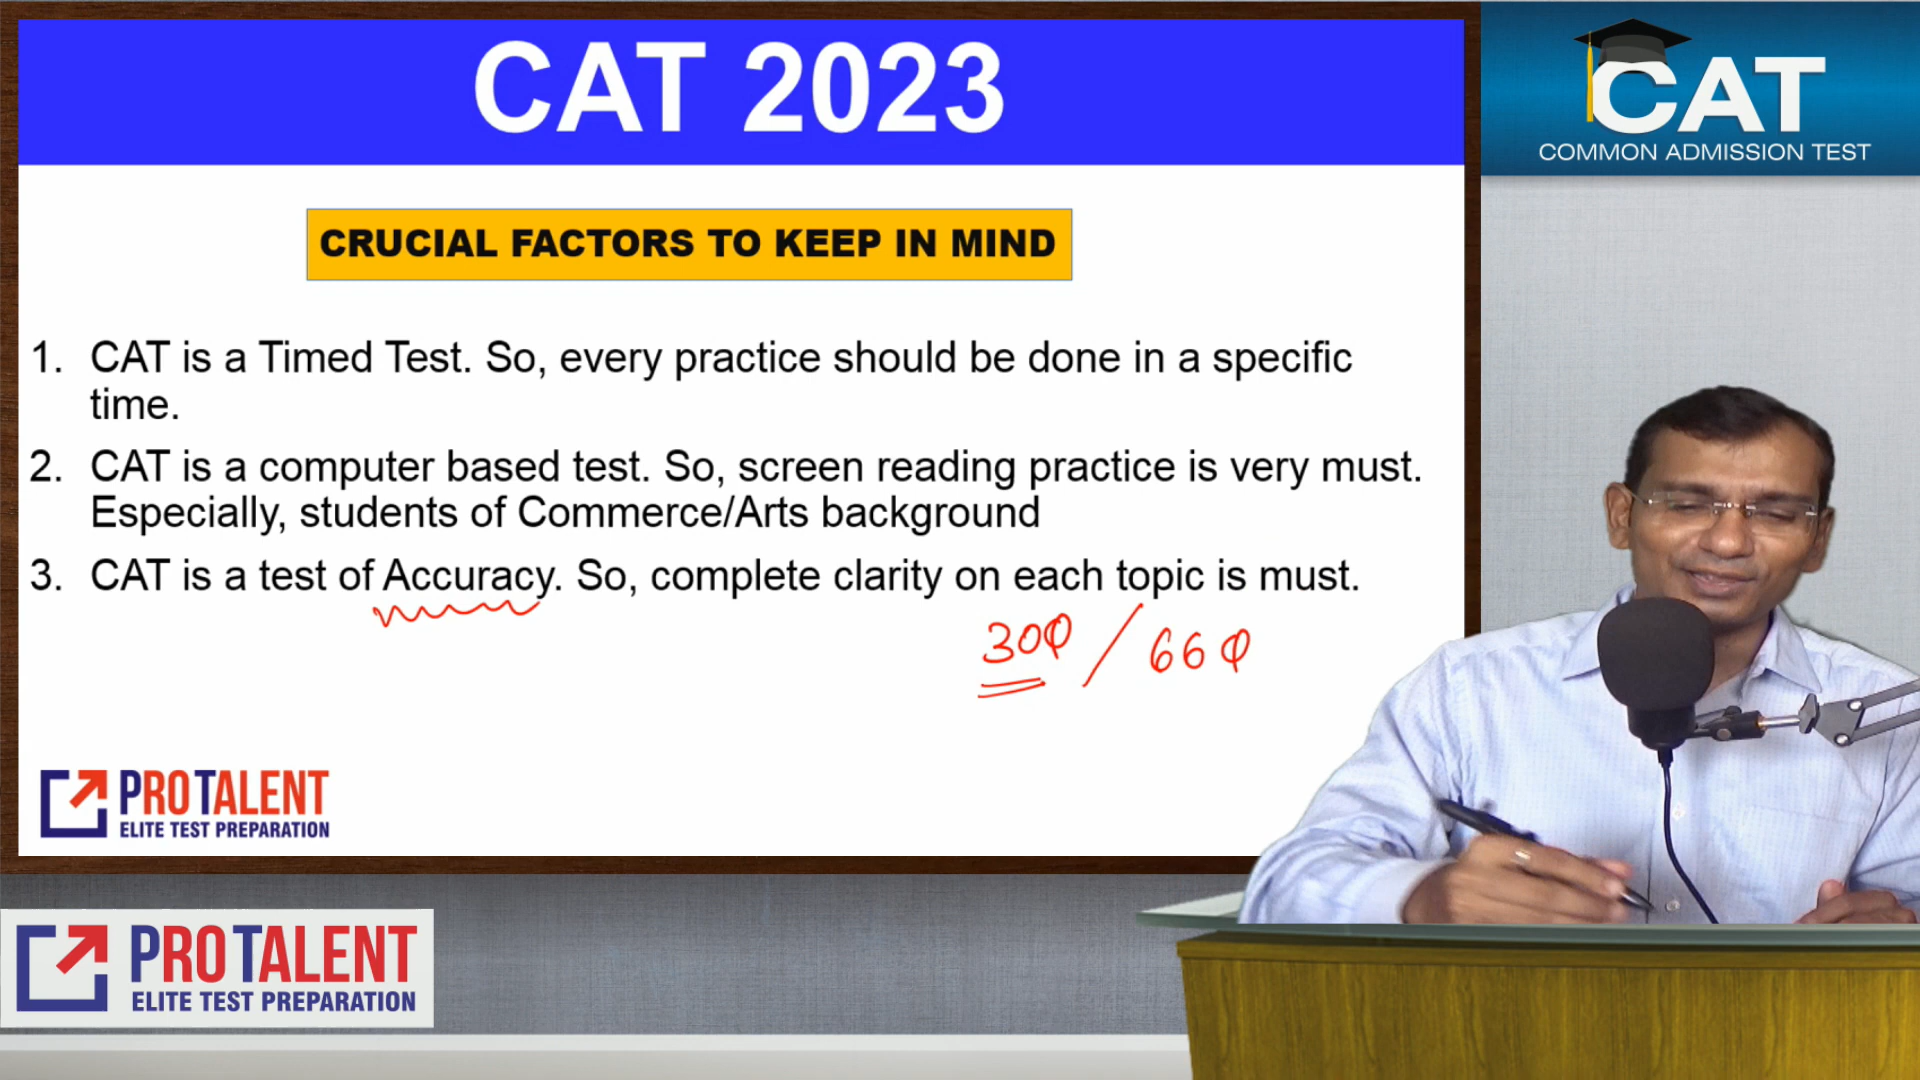 CAT 2023
CAT
COMMON ADMISSION TEST
CRUCIAL FACTORS TO KEEP IN MIND
1. CAT is a Timed Test. So, every practice should be done in a specific
time.
2. CAT is a computer based test. So, screen reading practice is very must.
Especially, students of Commerce/Arts background
3. CAT is a test of Accuracy. So, complete clarity on each topic is must.
30Q / 66Q
PROTALENT
ELITE TEST PREPARATION
PROTALENT
ELITE TEST PREPARATION